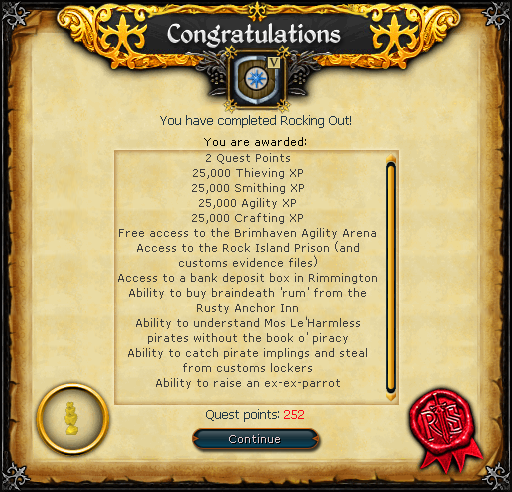 Congratulations
V
You have completed Rocking Out!
You are awarded:
2 Quest Points
25,000 Thieving XP
25,000 Smithing XP
25,000 Agility XP
25,000 Crafting XP
Free access to the Brimhaven Agility Arena
Access to the Rock Island Prison (and
customs evidence files)
Access to a bank deposit box in Rimmington
Ability to buy braindeath 'rum' from the
Rusty Anchor Inn
Ability to understand Mos Le'Harmless
pirates without the book o' piracy
Ability to catch pirate implings and steal
from customs lockers
Ability to raise an ex-ex-parrot
Quest points: 252
Continue